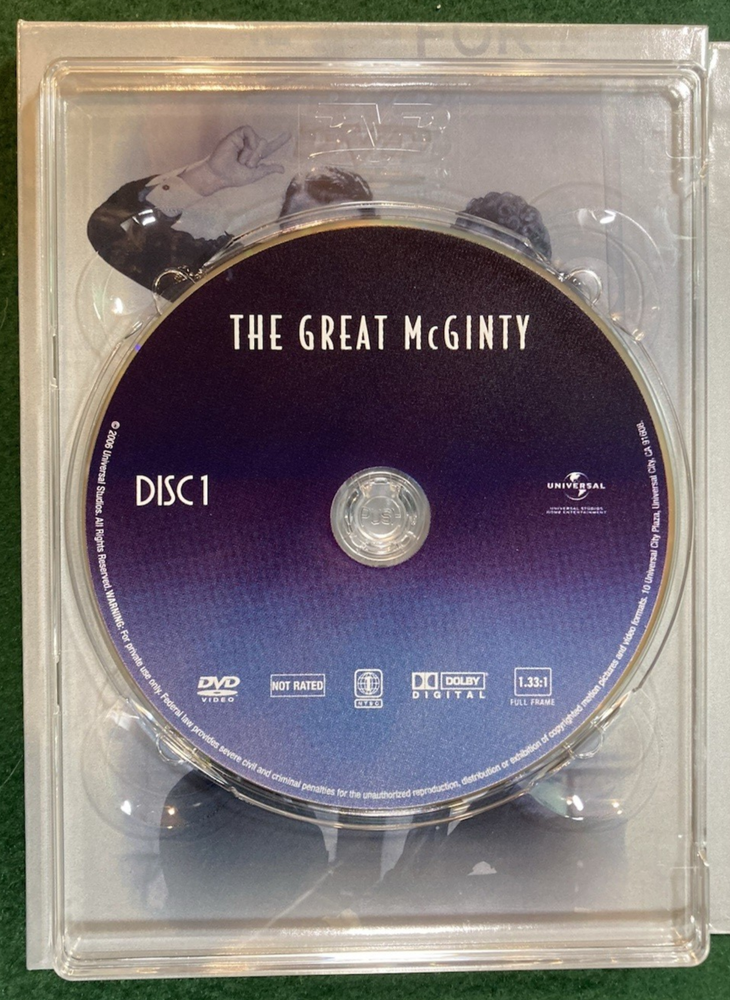 FOR
THE GREAT McGINTY
DISC 1
UNIVERSAL
UNIVERSAL STUDIOS
HOME ENTERTAINMENT
PUSH
DVD
VIDEO
NOT RATED
1
NTSC
DOLBY
DIGITAL
1.33:1
FULL FRAME
© 2006 Universal Studios. All Rights Reserved. WARNING: For private use only. Federal law provides severe civil and criminal penalties for the unauthorized reproduction, distribution or exhibition of copyrighted motion pictures and video formats. 10 Universal City Plaza, Universal City, CA 91608.